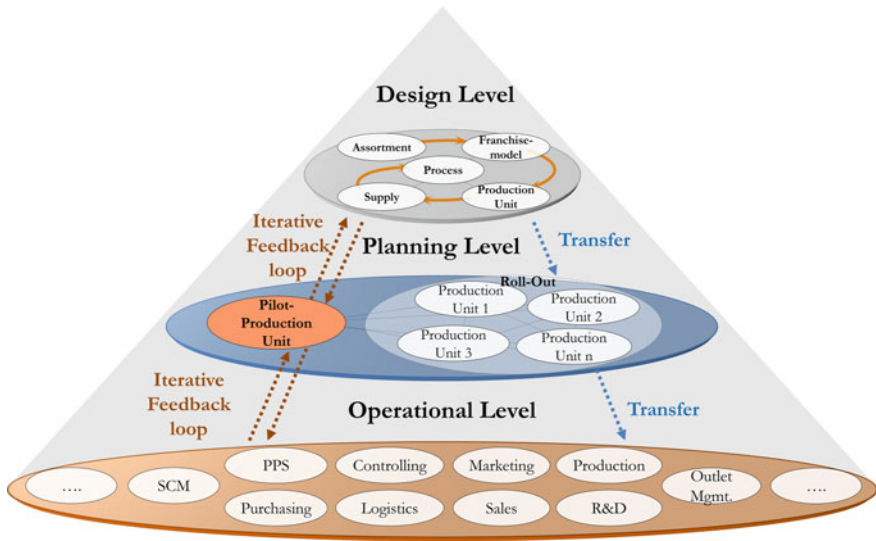 Design Level
Assortment
Franchise-
model
Process
Supply
Production
Unit
Iterative
Feedback
loop
Planning Level
Transfer
Roll-Out
Pilot-
Production
Unit
Production
Unit 1
Production
Unit 2
Production
Unit 3
Production
Unit n
Iterative
Feedback
loop
Operational Level
Transfer
....
SCM
PPS
Controlling
Marketing
Production
Outlet
Mgmt.
....
Purchasing
Logistics
Sales
R&D